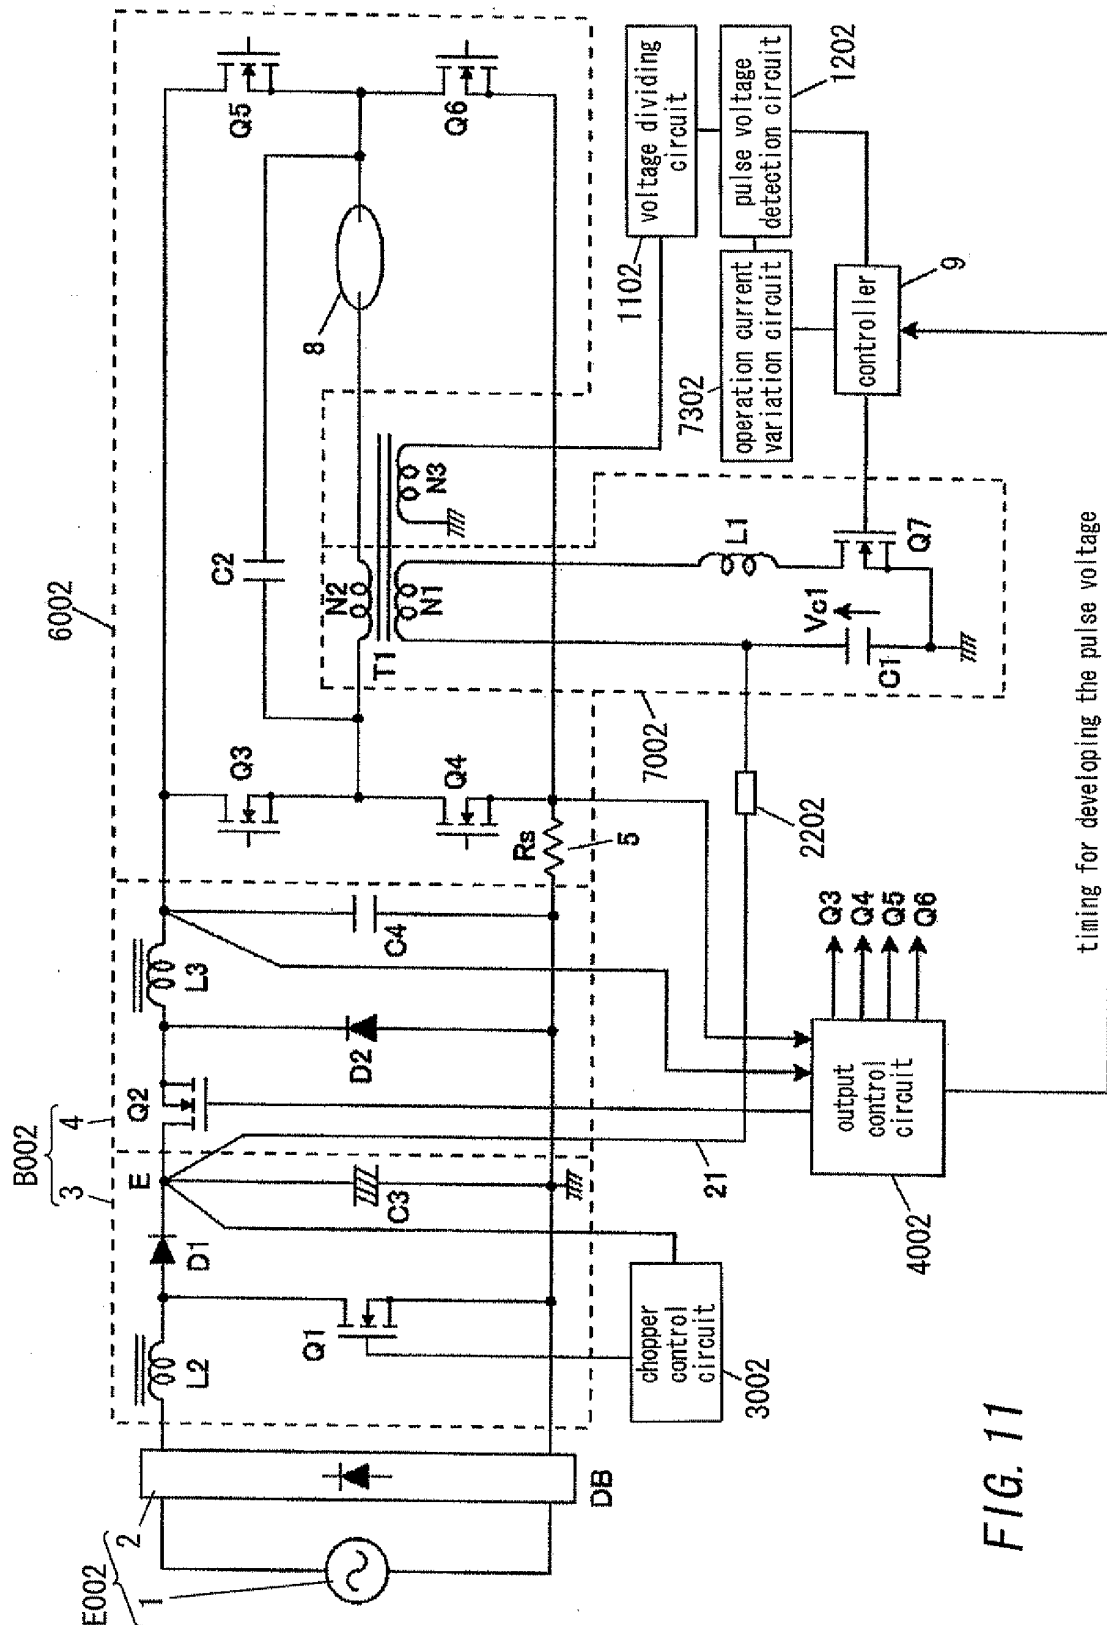 6002
Q5
Q6
8
C2
N2
N1
N3
T1
L1
Q7
Vc1
C1
7002
Q3
Q4
Rs
5
2202
voltage dividing
circuit
1102
pulse voltage
detection circuit
1202
operation current
variation circuit
7302
controller
9
B002
3
4
E
L3
C4
D2
Q2
D1
C3
21
L2
Q1
output
control
circuit
4002
Q3
Q4
Q5
Q6
chopper
control
circuit
3002
E002
1
2
DB
timing for developing the pulse voltage
FIG. 11